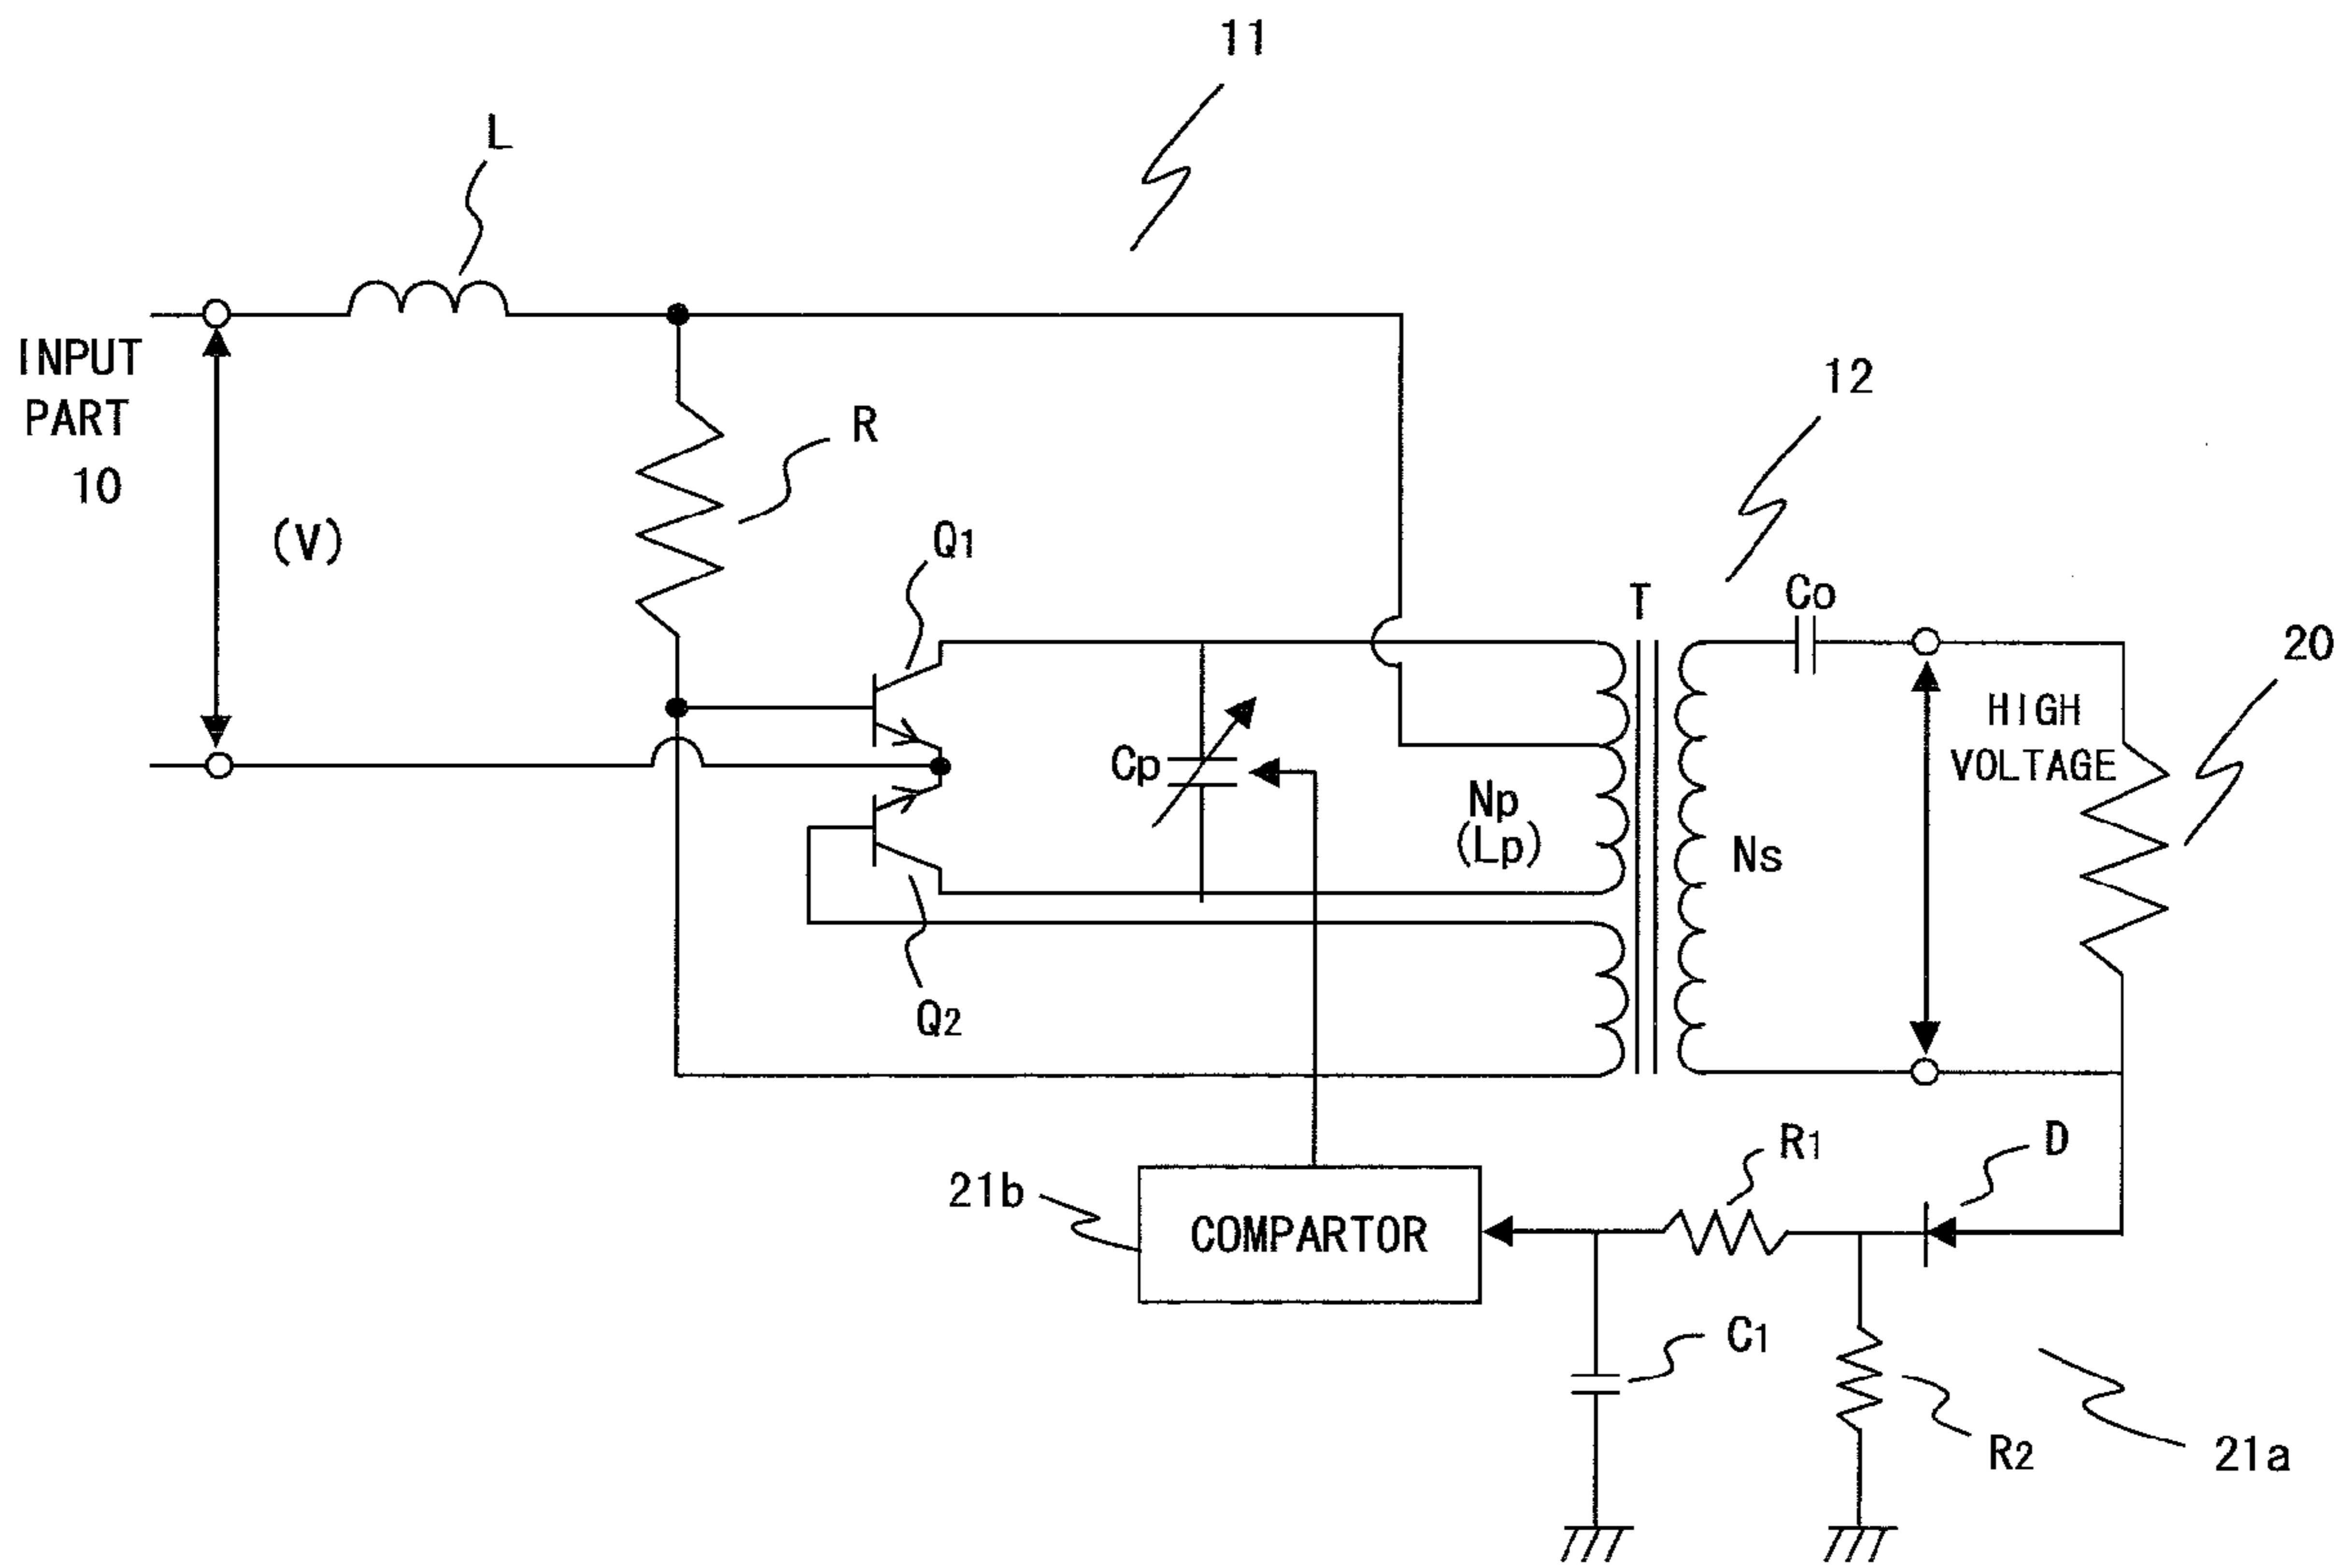 11
L
INPUT
PART
10
(V)
R
Q1
12
T
Co
20
HIGH
VOLTAGE
Cp
Np
(Lp)
Ns
Q2
R1
D
21b
COMPARTOR
C1
R2
21a